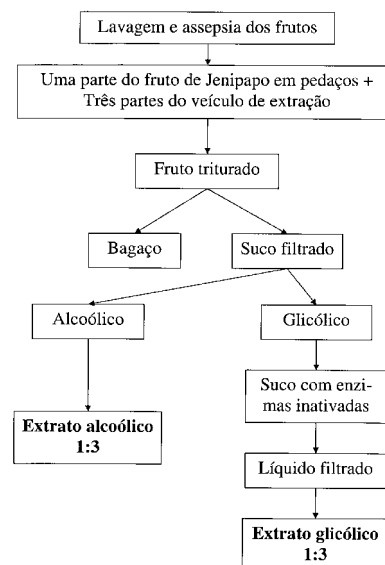 Lavagem e assepsia dos frutos
Uma parte do fruto de Jenipapo em pedaços +
Três partes do veículo de extração
Fruto triturado
Bagaço
Suco filtrado
Alcoólico
Glicólico
Suco com enzi-
mas inativadas
Extrato alcoólico
1:3
Líquido filtrado
Extrato glicólico
1:3